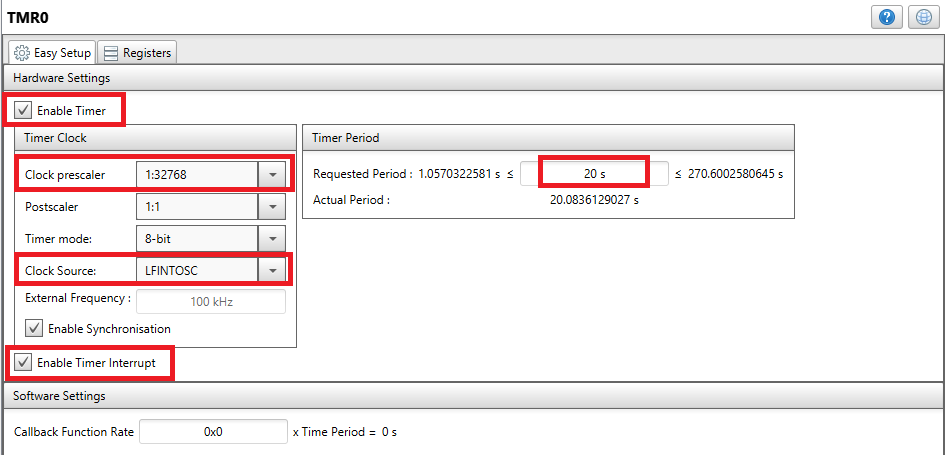 TMR0
Easy Setup Registers
Hardware Settings
Enable Timer
Timer Clock
Clock prescaler 1:32768
Postscaler 1:1
Timer mode: 8-bit
Clock Source: LFINTOSC
External Frequency : 100 kHz
Enable Synchronisation
Timer Period
Requested Period : 1.0570322581 s ≤ 20 s ≤ 270.6002580645 s
Actual Period : 20.0836129027 s
Enable Timer Interrupt
Software Settings
Callback Function Rate 0x0 x Time Period = 0 s